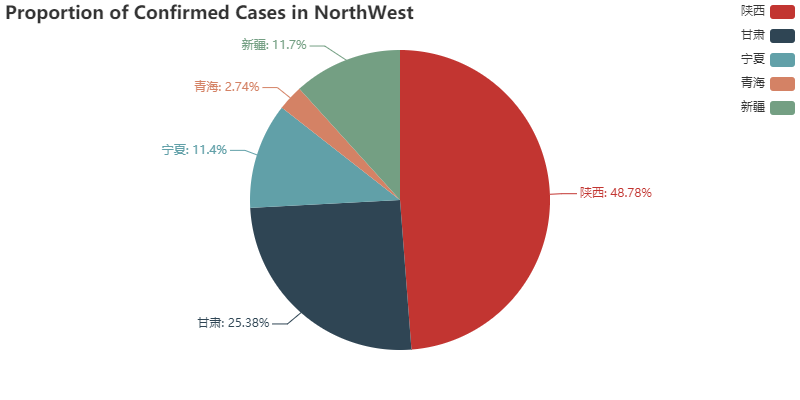 Proportion of Confirmed Cases in NorthWest
陕西
甘肃
宁夏
青海
新疆
新疆: 11.7%
青海: 2.74%
宁夏: 11.4%
陕西: 48.78%
甘肃: 25.38%